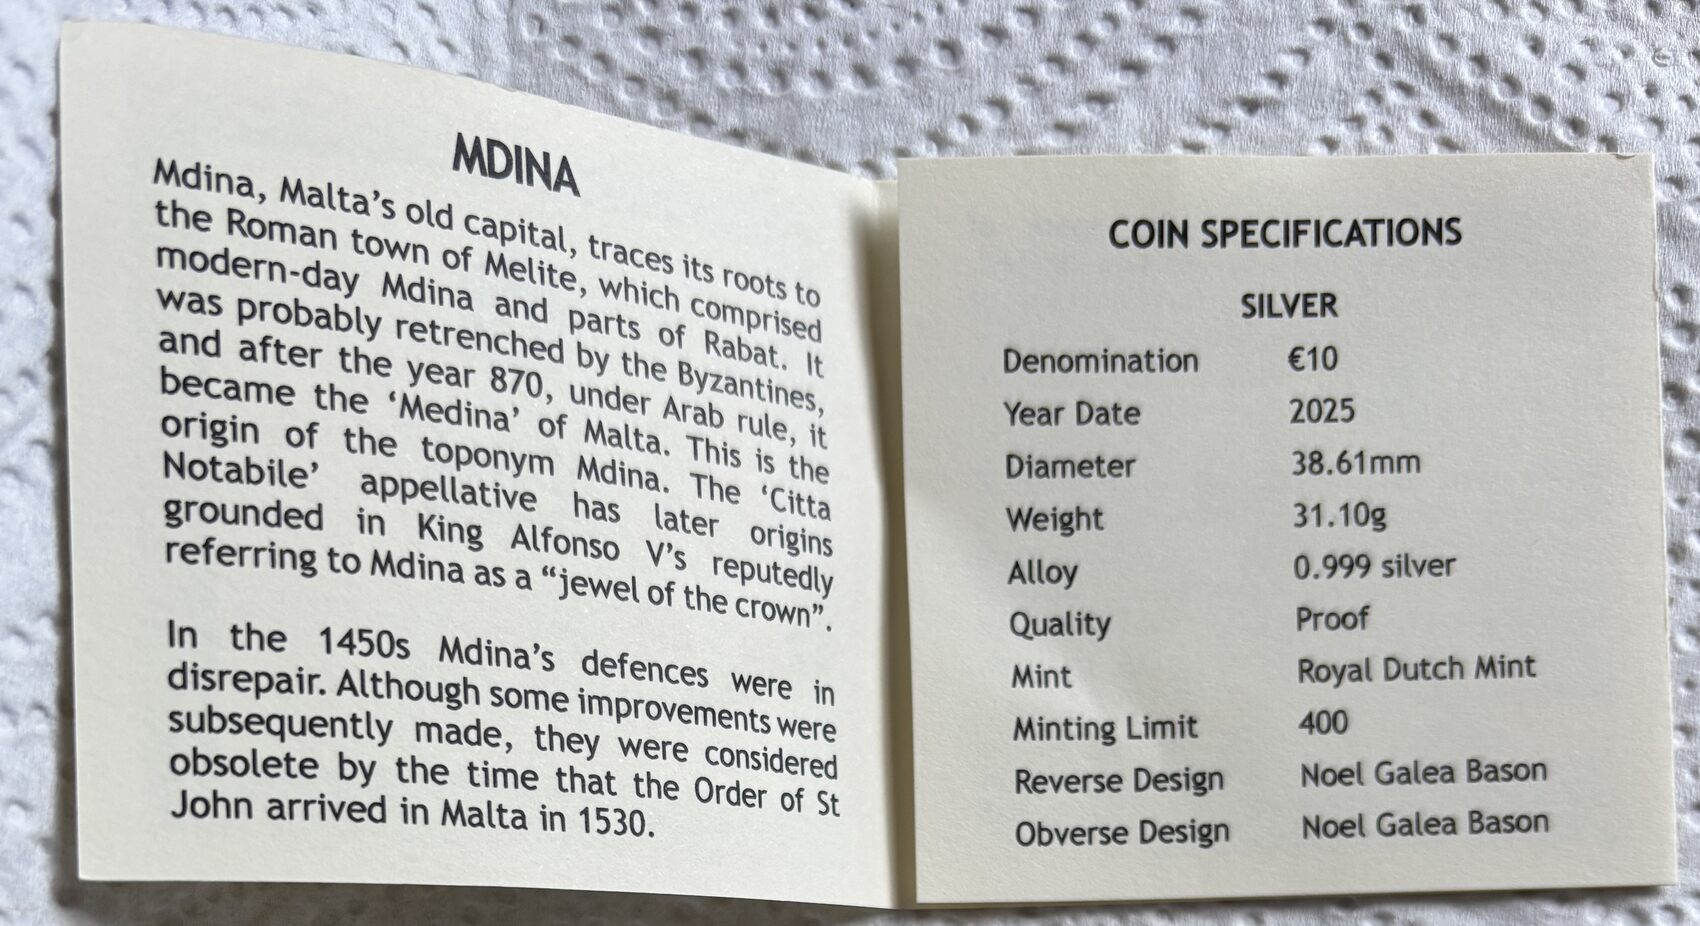 MDINA
Mdina, Malta's old capital, traces its roots to
the Roman town of Melite, which comprised
modern-day Mdina and parts of Rabat. It
was probably retrenched by the Byzantines,
and after the year 870, under Arab rule, it
became the ‘Medina’ of Malta. This is the
origin of the toponym Mdina. The ‘Citta
Notabile’ appellative has later origins
grounded in King Alfonso V's reputedly
referring to Mdina as a “jewel of the crown”.
In the 1450s Mdina's defences were in
disrepair. Although some improvements were
subsequently made, they were considered
obsolete by the time that the Order of St
John arrived in Malta in 1530.
COIN SPECIFICATIONS
SILVER
Denomination €10
Year Date 2025
Diameter 38.61mm
Weight 31.10g
Alloy 0.999 silver
Quality Proof
Mint Royal Dutch Mint
Minting Limit 400
Reverse Design Noel Galea Bason
Obverse Design Noel Galea Bason